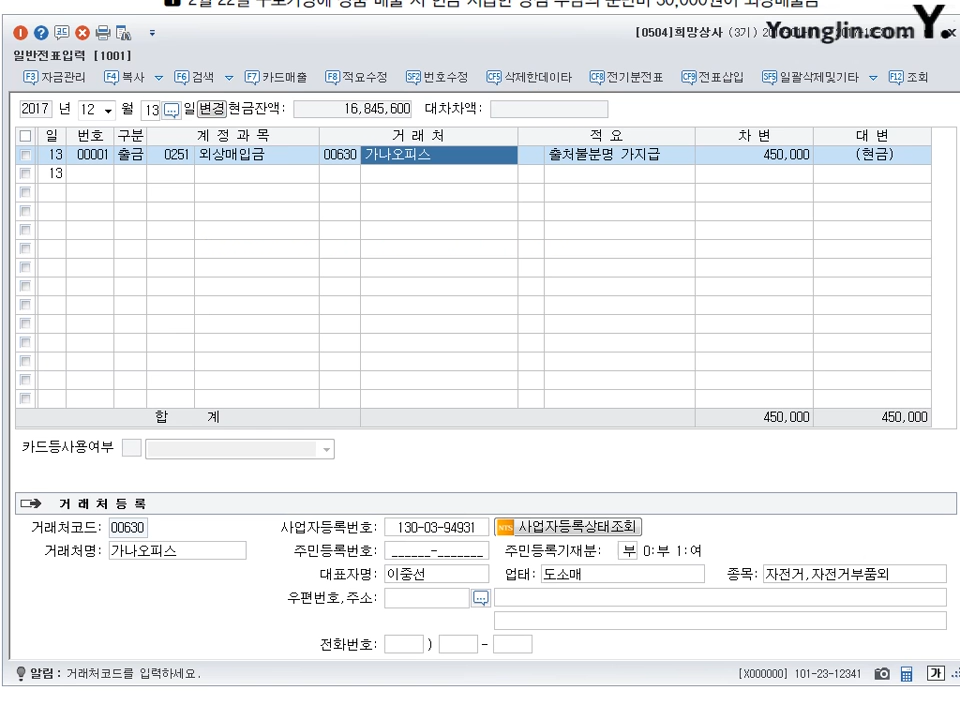 Younglin.com Y.
[0504]희망상사 (3기)
일반전표입력 [1001]
F3 자금관리 F4 복사 F6 검색 F7 카드매출 F8 적요수정 SF2 번호수정 CF5 삭제한데이타 CF8 전기분전표 CF9 전표삽입 SF5 일괄삭제및기타 F12 조회
2017 년 12 월 13 일 변경 현금잔액: 16,845,600 대차차액:
일 번호 구분 계 정 과 목 거 래 처 적 요 차 변 대 변
13 00001 출금 0251 외상매입금 00630 가나오피스 출처불분명 가지급 450,000 (현금)
13
합 계 450,000 450,000
카드등사용여부
거 래 처 등 록
거래처코드: 00630 사업자등록번호: 130-03-94931 NTS 사업자등록상태조회
거래처명: 가나오피스 주민등록번호: ______-_______ 주민등록기재분: 부 0:부 1:여
대표자명: 이중선 업태: 도소매 종목: 자전거,자전거부품외
우편번호,주소:
전화번호: ) -
알림 : 거래처코드를 입력하세요. [X000000] 101-23-12341 가